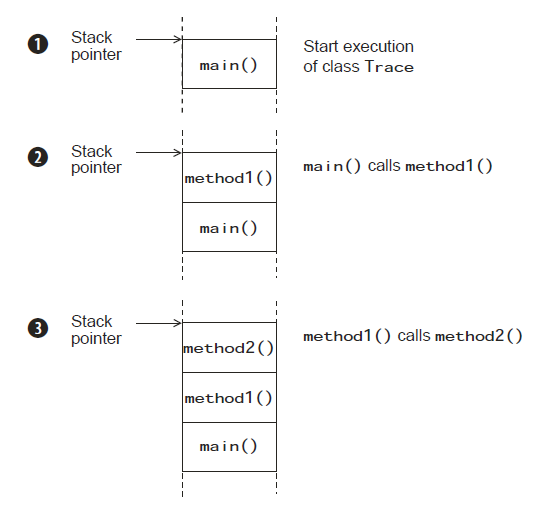 1
Stack
pointer
main()
Start execution
of class Trace
2
Stack
pointer
method1()
main()
main() calls method1()
3
Stack
pointer
method2()
method1()
main()
method1() calls method2()